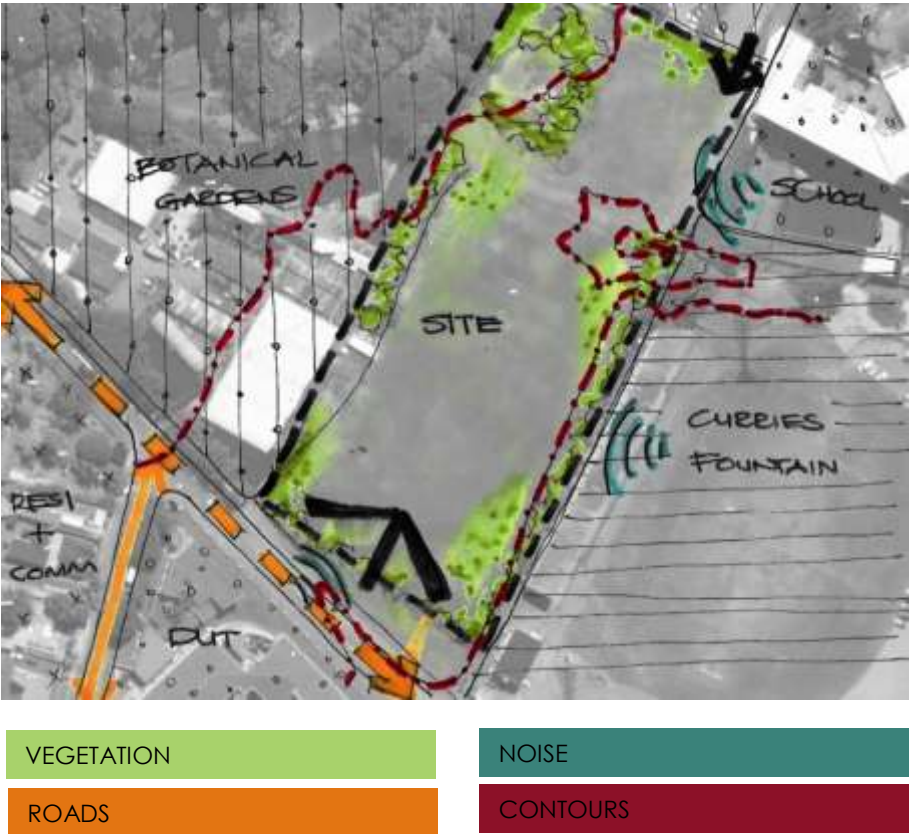 BOTANICAL
GARDENS
SCHOOL
SITE
CURRIES
FOUNTAIN
RESI
+
COMM
DUT
VEGETATION
NOISE
ROADS
CONTOURS